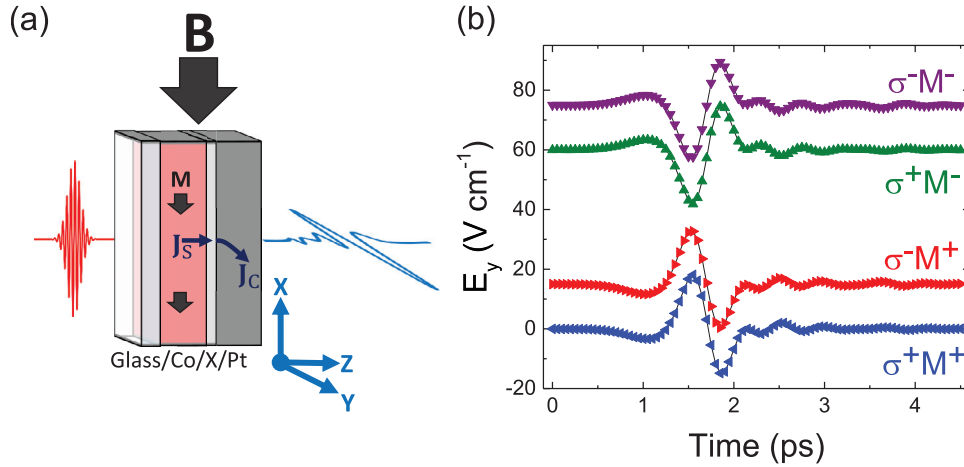 (a)
B
M
J_S
J_C
X
Z
Y
Glass/Co/X/Pt
(b)
E_y (V cm⁻¹)
80
60
40
20
0
-20
σ⁻M⁻
σ⁺M⁻
σ⁻M⁺
σ⁺M⁺
0
1
2
3
4
Time (ps)